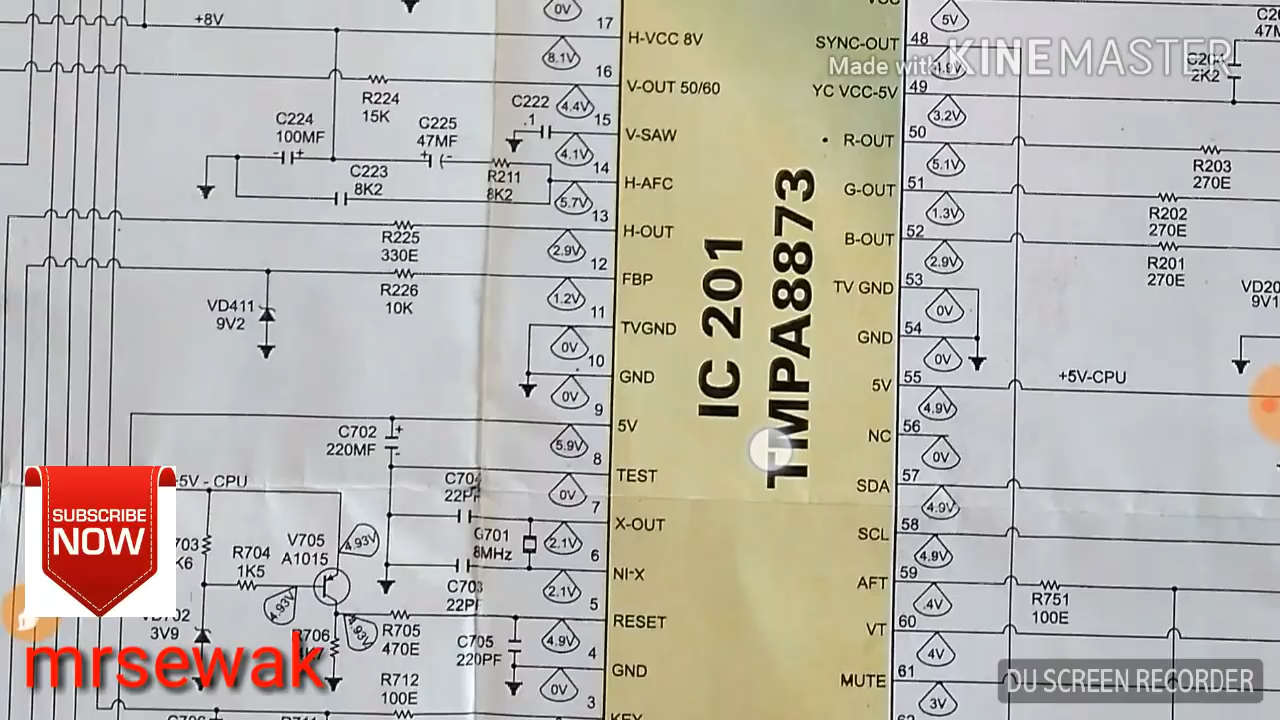 +8V
0V
17
H-VCC 8V
8.1V
16
V-OUT 50/60
R224
15K
C222
.1
4.4V
15
V-SAW
C224
100MF
C225
47MF
4.1V
14
H-AFC
C223
8K2
R211
8K2
5.7V
13
H-OUT
R225
330E
2.9V
12
FBP
R226
10K
VD411
9V2
1.2V
11
TVGND
0V
10
GND
0V
9
5V
C702
220MF
5.9V
8
TEST
C704
22PF
0V
7
X-OUT
G701
8MHz
2.1V
6
NI-X
C703
22PF
2.1V
5
RESET
C705
220PF
4.9V
4
GND
0V
3
5V - CPU
R704
1K5
V705
A1015
4.93V
4.93V
4.93V
3V9
R705
470E
R712
100E
IC 201
TMPA8873
5V
SYNC-OUT
48
4.9V
YC VCC-5V
49
3.2V
R-OUT
50
5.1V
G-OUT
51
1.3V
B-OUT
52
2.9V
TV GND
53
0V
GND
54
0V
5V
55
4.9V
NC
56
0V
SDA
57
4.9V
SCL
58
4.9V
AFT
59
.4V
VT
60
4V
MUTE
61
3V
2K2
R203
270E
R202
270E
R201
270E
+5V-CPU
R751
100E
Made with KINEMASTER
SUBSCRIBE
NOW
mrsewak
DU SCREEN RECORDER